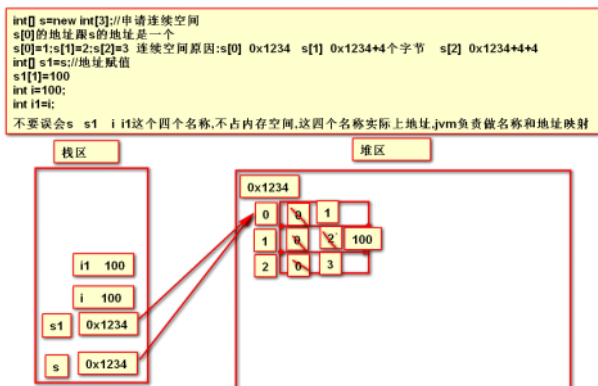 int[] s=new int[3];//申请连续空间
s[0]的地址跟s的地址是一个
s[0]=1;s[1]=2;s[2]=3 连续空间原因:s[0] 0x1234 s[1] 0x1234+4个字节 s[2] 0x1234+4+4
int[] s1=s;//地址赋值
s1[1]=100
int i=100;
int i1=i;
不要误会s s1 i i1这个四个名称,不占内存空间,这四个名称实际上地址,jvm负责做名称和地址映射
栈区
堆区
0x1234
0 0 1
1 0 2 100
2 0 3
i1 100
i 100
s1 0x1234
s 0x1234